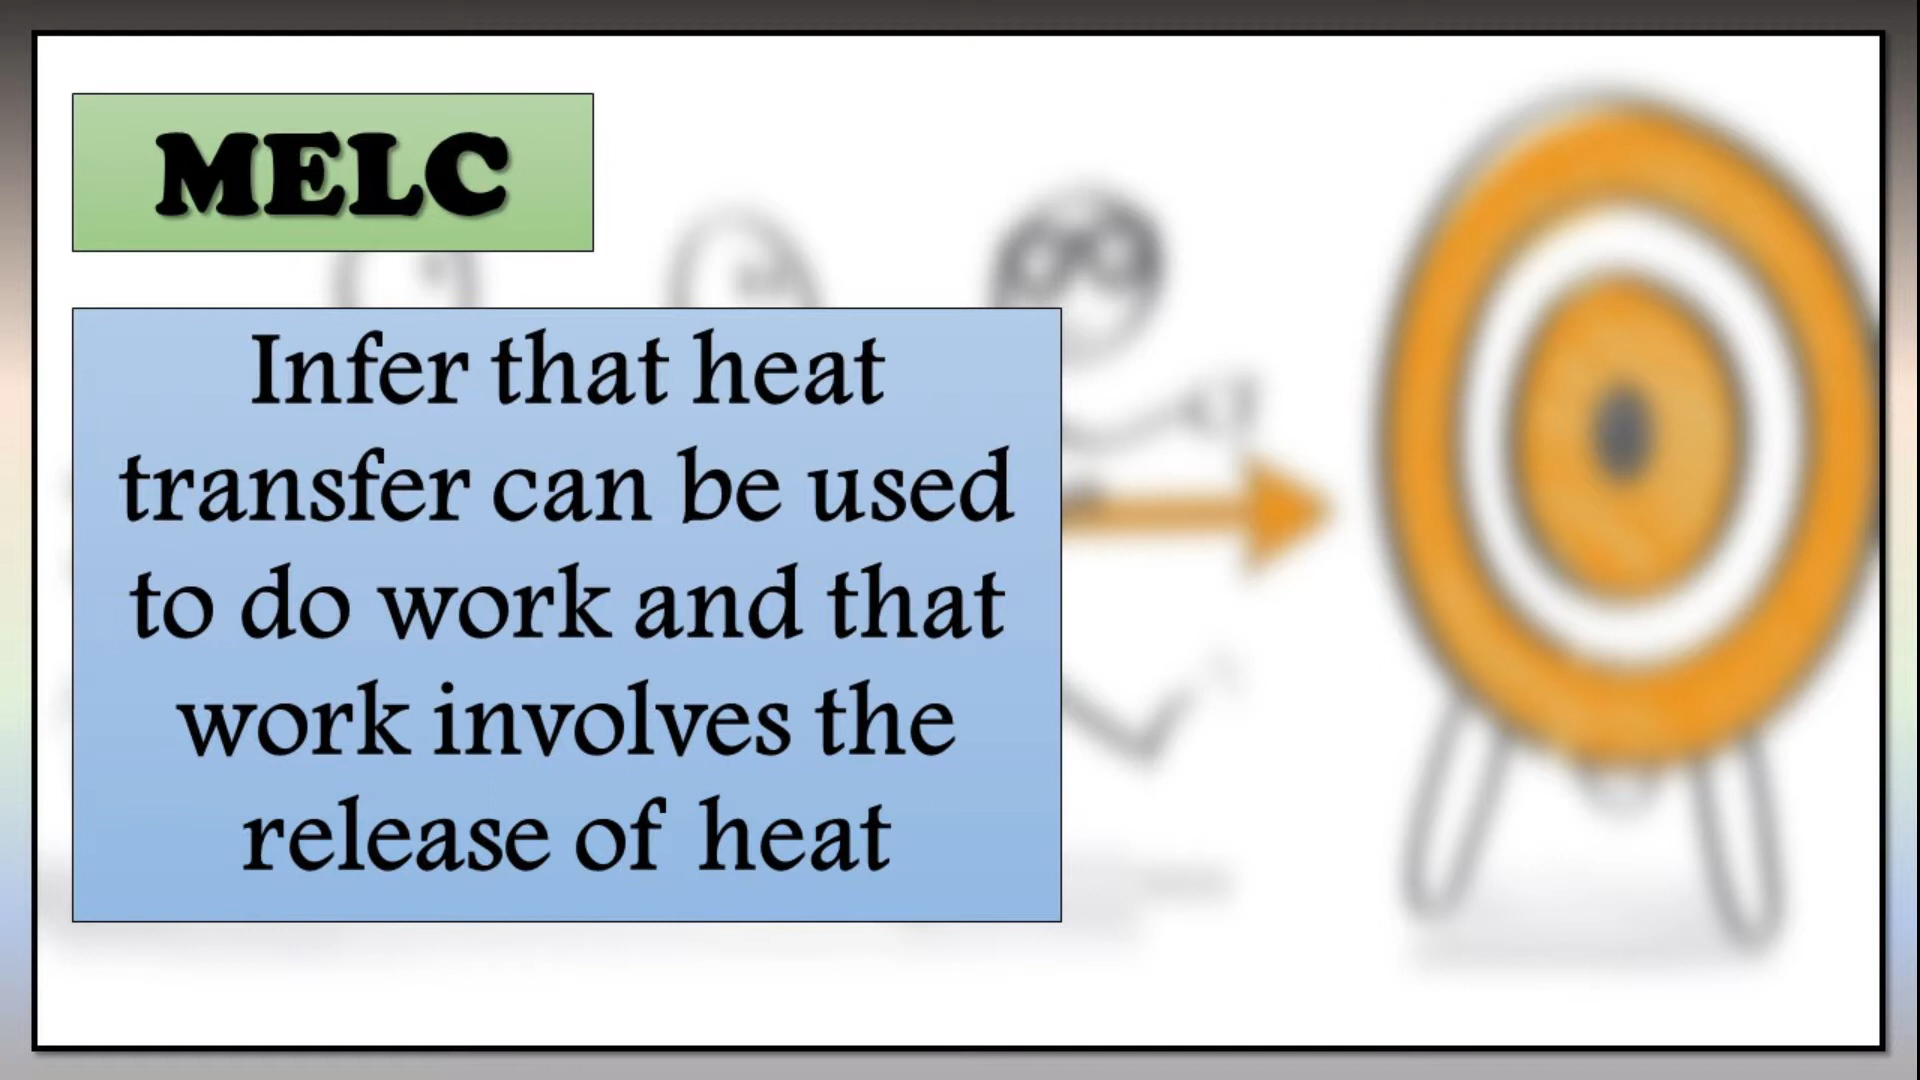 MELC
Infer that heat
transfer can be used
to do work and that
work involves the
release of heat